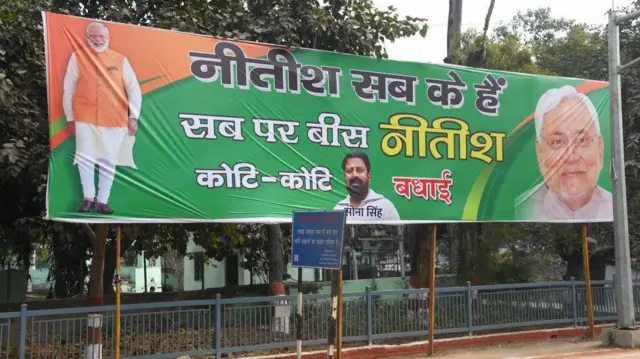 नीतीश सब के हैं
सब पर बीस नीतीश
कोटि-कोटि बधाई
सोना सिंह